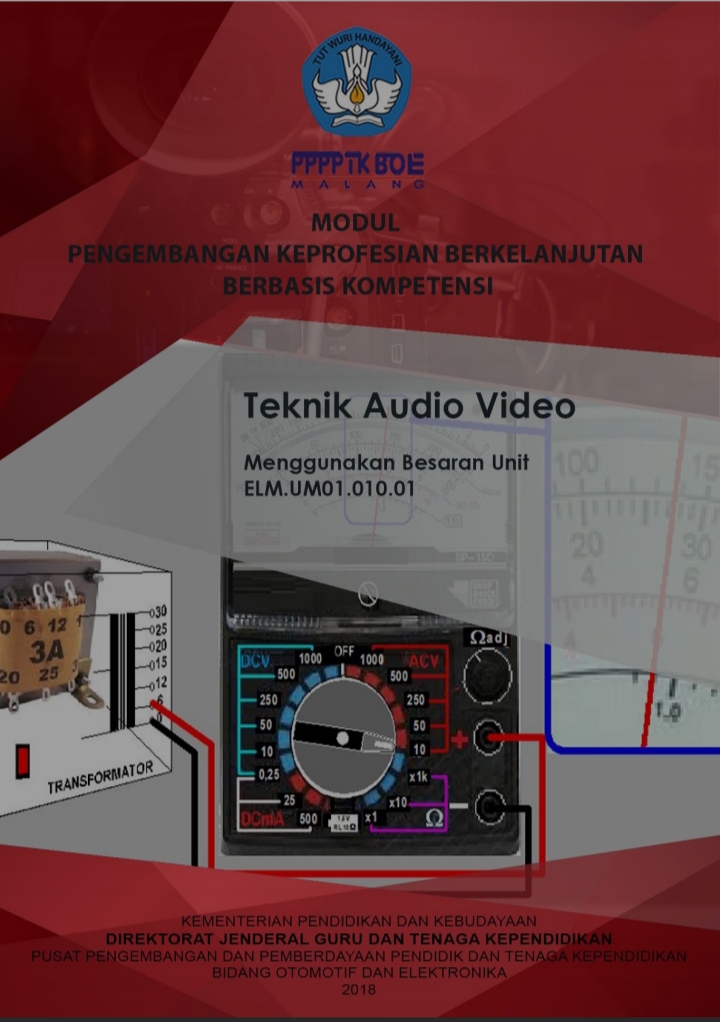 TUT WURI HANDAYANI
PPPPTK BOE
MALANG
MODUL
PENGEMBANGAN KEPROFESIAN BERKELANJUTAN
BERBASIS KOMPETENSI
Teknik Audio Video
Menggunakan Besaran Unit
ELM.UM01.010.01
100 15
20 30
4 6
1.0
0 6 12
3A
20 25
30
25
20
15
12
6
0
TRANSFORMATOR
Ωadj
DCV 1000 OFF 1000 ACV
500 500
250 250
50 50
10 10
0,25 x1k
25 x10
DCmA 500 x1 Ω
+
−
KEMENTERIAN PENDIDIKAN DAN KEBUDAYAAN
DIREKTORAT JENDERAL GURU DAN TENAGA KEPENDIDIKAN
PUSAT PENGEMBANGAN DAN PEMBERDAYAAN PENDIDIK DAN TENAGA KEPENDIDIKAN
BIDANG OTOMOTIF DAN ELEKTRONIKA
2018